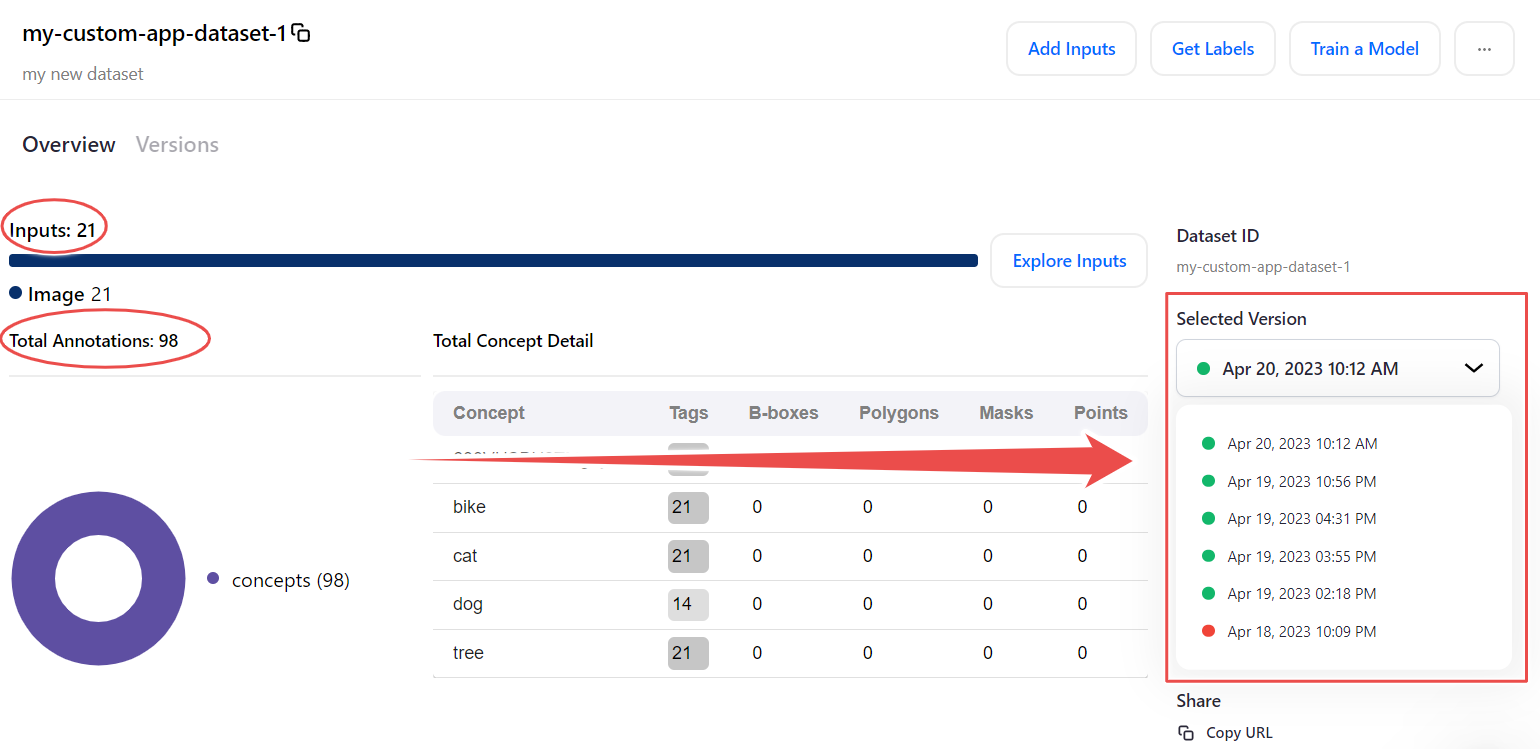 my-custom-app-dataset-1
my new dataset
Add Inputs
Get Labels
Train a Model
...
Overview
Versions
Inputs: 21
Explore Inputs
Image 21
Total Annotations: 98
concepts (98)
Total Concept Detail
Concept Tags B-boxes Polygons Masks Points
bike 21 0 0 0 0
cat 21 0 0 0 0
dog 14 0 0 0 0
tree 21 0 0 0 0
Dataset ID
my-custom-app-dataset-1
Selected Version
Apr 20, 2023 10:12 AM
Apr 20, 2023 10:12 AM
Apr 19, 2023 10:56 PM
Apr 19, 2023 04:31 PM
Apr 19, 2023 03:55 PM
Apr 19, 2023 02:18 PM
Apr 18, 2023 10:09 PM
Share
Copy URL